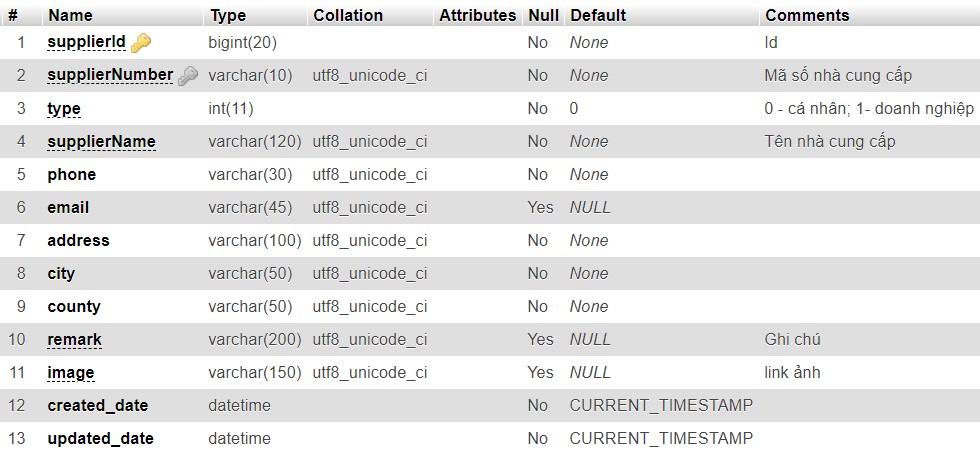 # Name Type Collation Attributes Null Default Comments
1 supplierId bigint(20) No None Id
2 supplierNumber varchar(10) utf8_unicode_ci No None Mã số nhà cung cấp
3 type int(11) No 0 0 - cá nhân; 1- doanh nghiệp
4 supplierName varchar(120) utf8_unicode_ci No None Tên nhà cung cấp
5 phone varchar(30) utf8_unicode_ci No None
6 email varchar(45) utf8_unicode_ci Yes NULL
7 address varchar(100) utf8_unicode_ci No None
8 city varchar(50) utf8_unicode_ci No None
9 county varchar(50) utf8_unicode_ci No None
10 remark varchar(200) utf8_unicode_ci Yes NULL Ghi chú
11 image varchar(150) utf8_unicode_ci Yes NULL link ảnh
12 created_date datetime No CURRENT_TIMESTAMP
13 updated_date datetime No CURRENT_TIMESTAMP